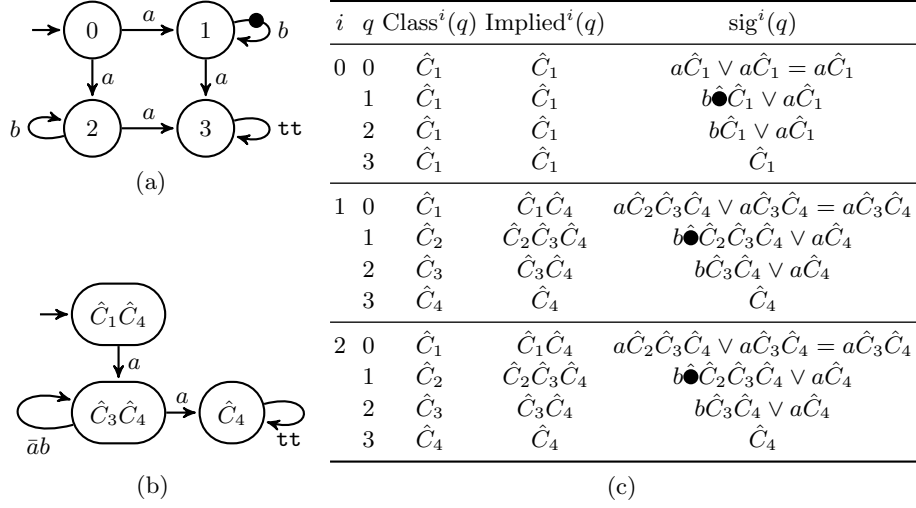 0 a 1 b
a a
b 2 a 3 tt
(a)
Ĉ₁Ĉ₄
a
Ĉ₃Ĉ₄ a Ĉ₄
āb tt
(b)
i q Classⁱ(q) Impliedⁱ(q) sigⁱ(q)
0 0 Ĉ₁ Ĉ₁ aĈ₁ ∨ aĈ₁ = aĈ₁
1 Ĉ₁ Ĉ₁ b●̂Ĉ₁ ∨ aĈ₁
2 Ĉ₁ Ĉ₁ bĈ₁ ∨ aĈ₁
3 Ĉ₁ Ĉ₁ Ĉ₁
1 0 Ĉ₁ Ĉ₁Ĉ₄ aĈ₂Ĉ₃Ĉ₄ ∨ aĈ₃Ĉ₄ = aĈ₃Ĉ₄
1 Ĉ₂ Ĉ₂Ĉ₃Ĉ₄ b●̂Ĉ₂Ĉ₃Ĉ₄ ∨ aĈ₄
2 Ĉ₃ Ĉ₃Ĉ₄ bĈ₃Ĉ₄ ∨ aĈ₄
3 Ĉ₄ Ĉ₄ Ĉ₄
2 0 Ĉ₁ Ĉ₁Ĉ₄ aĈ₂Ĉ₃Ĉ₄ ∨ aĈ₃Ĉ₄ = aĈ₃Ĉ₄
1 Ĉ₂ Ĉ₂Ĉ₃Ĉ₄ b●̂Ĉ₂Ĉ₃Ĉ₄ ∨ aĈ₄
2 Ĉ₃ Ĉ₃Ĉ₄ bĈ₃Ĉ₄ ∨ aĈ₄
3 Ĉ₄ Ĉ₄ Ĉ₄
(c)